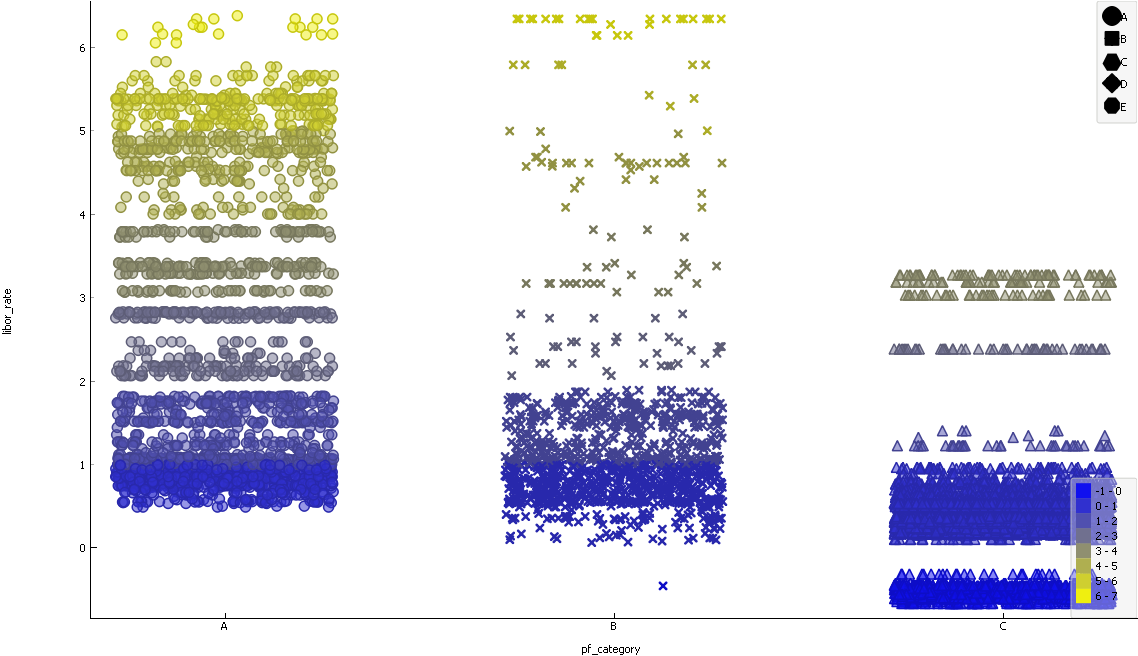 A
B
C
D
E
6
5
4
3
2
1
0
libor_rate
-1 - 0
0 - 1
1 - 2
2 - 3
3 - 4
4 - 5
5 - 6
6 - 7
A
B
C
pf_category